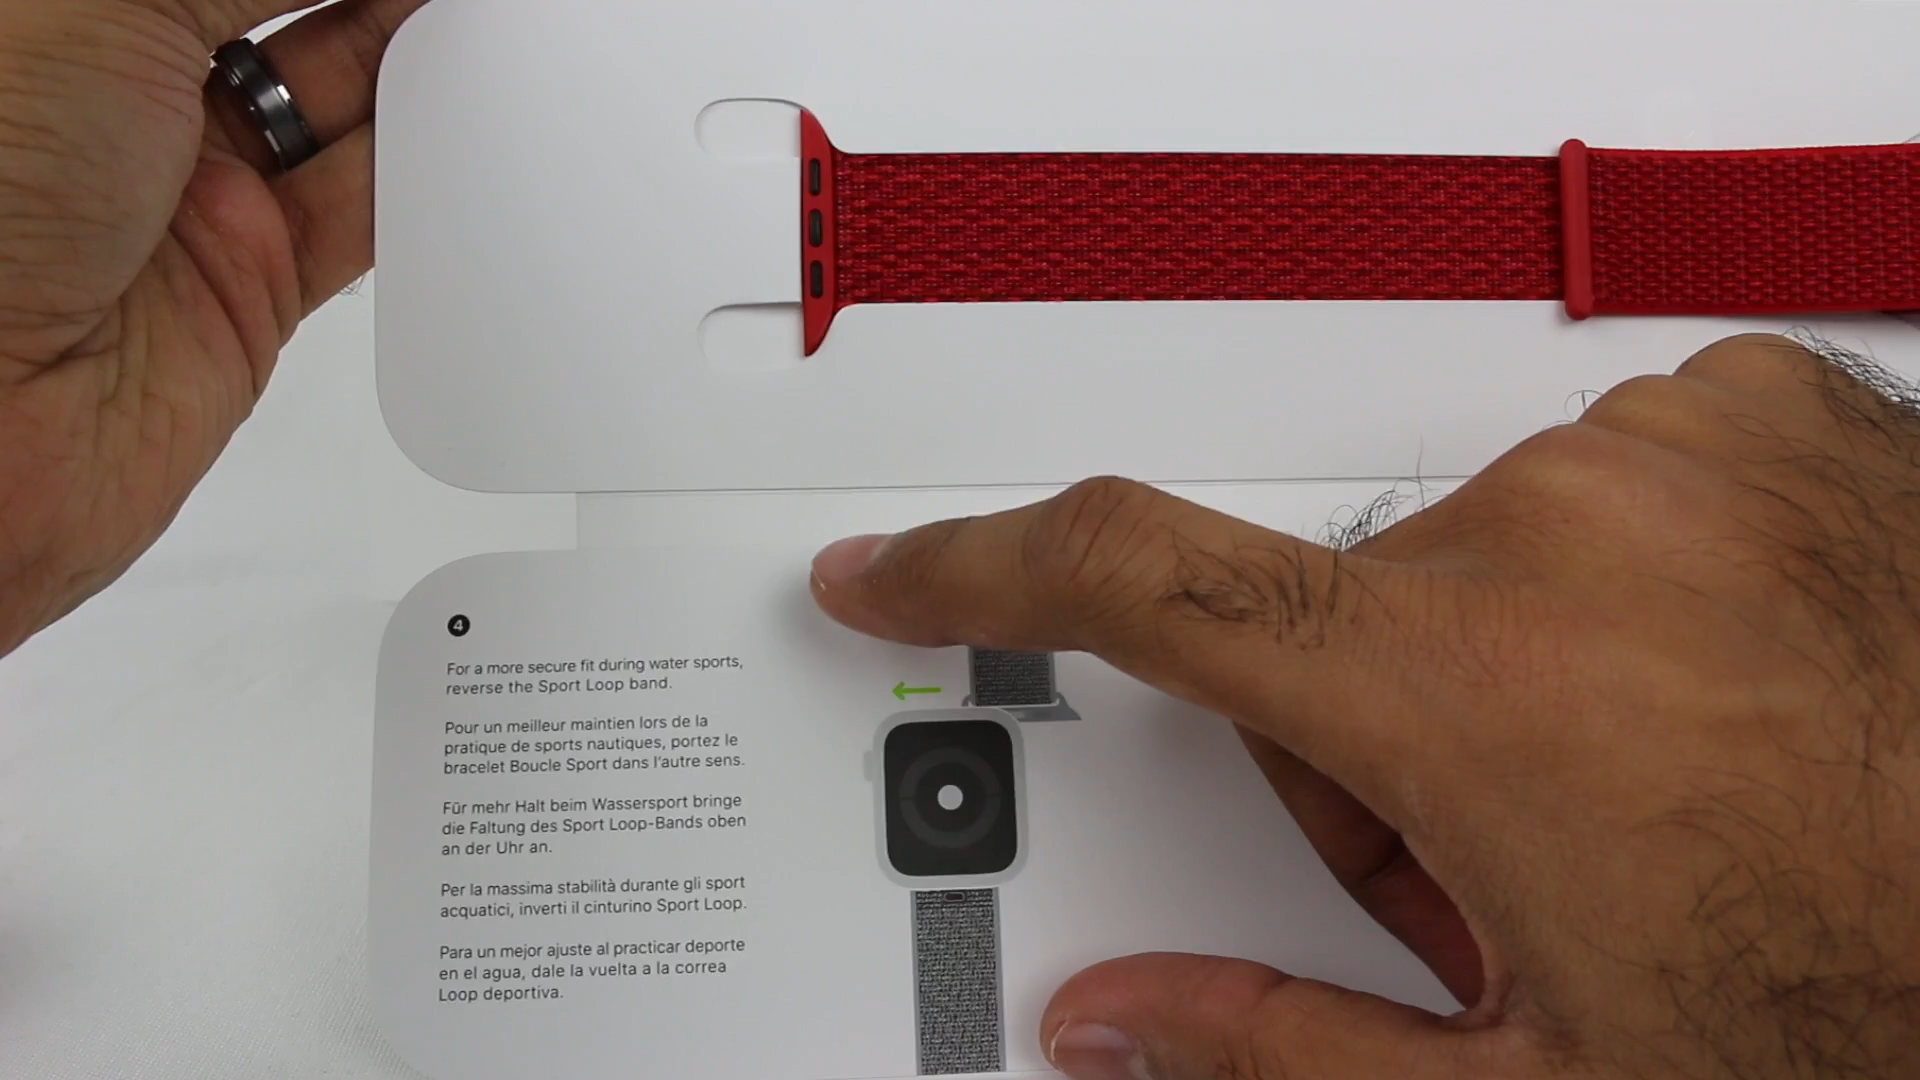 4
For a more secure fit during water sports,
reverse the Sport Loop band.
Pour un meilleur maintien lors de la
pratique de sports nautiques, portez le
bracelet Boucle Sport dans l'autre sens.
Für mehr Halt beim Wassersport bringe
die Faltung des Sport Loop-Bands oben
an der Uhr an.
Per la massima stabilità durante gli sport
acquatici, inverti il cinturino Sport Loop.
Para un mejor ajuste al practicar deporte
en el agua, dale la vuelta a la correa
Loop deportiva.